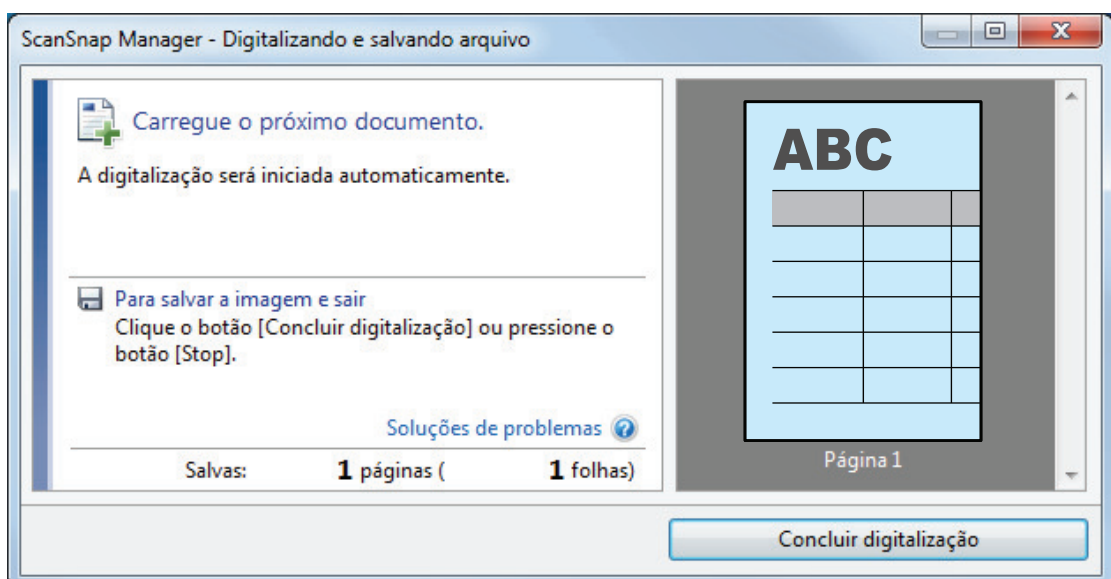 ScanSnap Manager - Digitalizando e salvando arquivo
Carregue o próximo documento.
A digitalização será iniciada automaticamente.
Para salvar a imagem e sair
Clique o botão [Concluir digitalização] ou pressione o
botão [Stop].
Soluções de problemas
Salvas: 1 páginas ( 1 folhas)
ABC
Página 1
Concluir digitalização